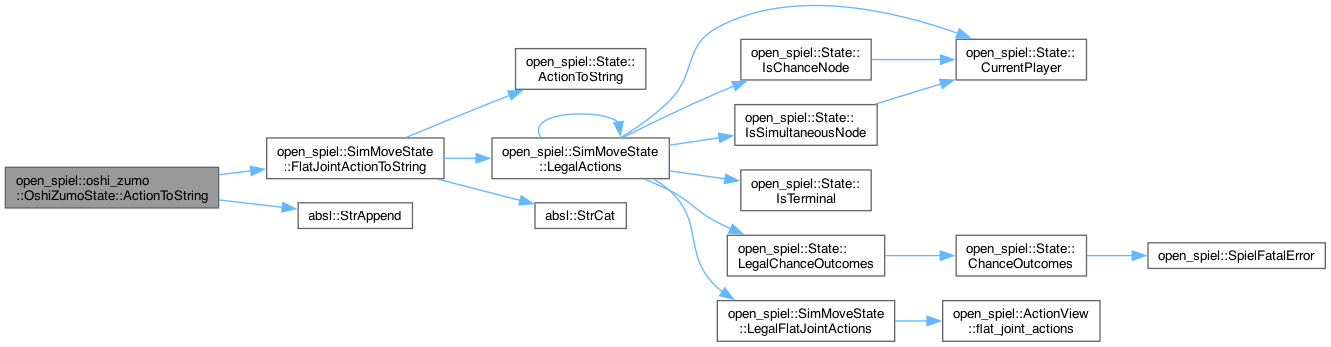 open_spiel::oshi_zumo
::OshiZumoState::ActionToString
open_spiel::SimMoveState
::FlatJointActionToString
absl::StrAppend
open_spiel::State::
ActionToString
open_spiel::SimMoveState
::LegalActions
absl::StrCat
open_spiel::State::
IsChanceNode
open_spiel::State::
CurrentPlayer
open_spiel::State::
IsSimultaneousNode
open_spiel::State::
IsTerminal
open_spiel::State::
LegalChanceOutcomes
open_spiel::State::
ChanceOutcomes
open_spiel::SpielFatalError
open_spiel::SimMoveState
::LegalFlatJointActions
open_spiel::ActionView
::flat_joint_actions